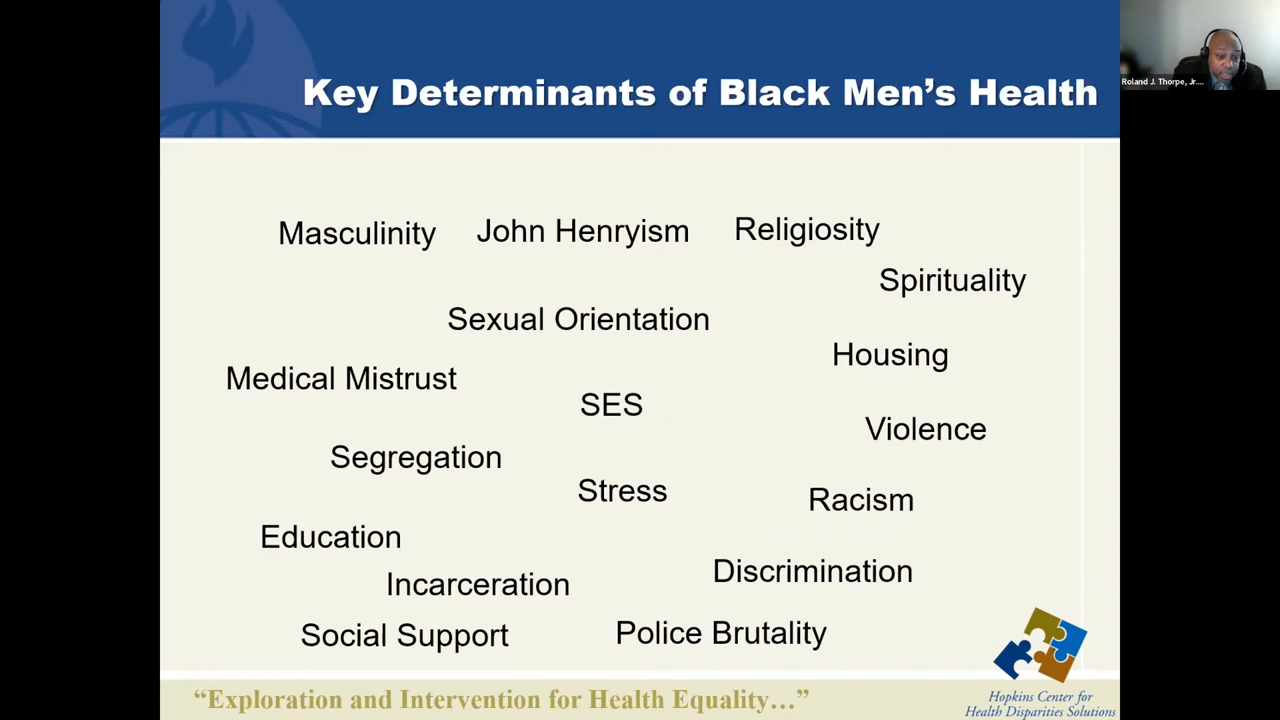 Key Determinants of Black Men's Health
Roland J. Thorpe, Jr....
Masculinity
John Henryism
Religiosity
Spirituality
Sexual Orientation
Housing
Medical Mistrust
SES
Violence
Segregation
Stress
Racism
Education
Discrimination
Incarceration
Social Support
Police Brutality
“Exploration and Intervention for Health Equality…”
Hopkins Center for
Health Disparities Solutions